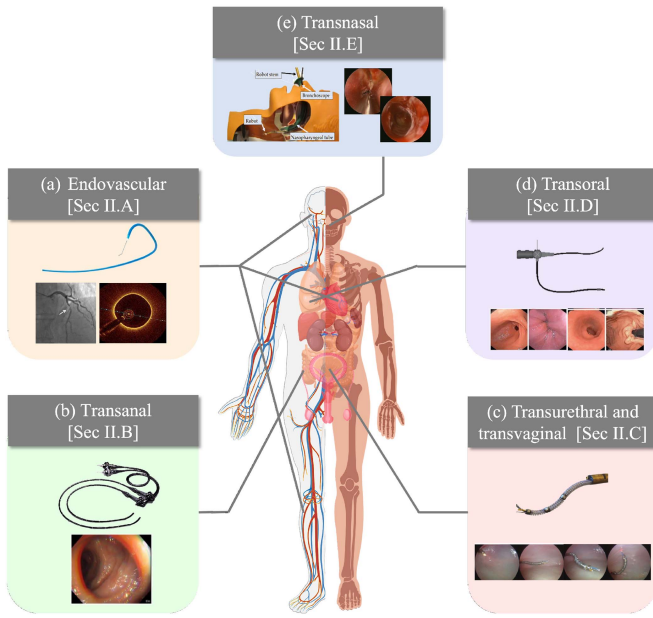 (e) Transnasal
[Sec II.E]
Robot stem
Bronchoscope
Robot
Nasopharyngeal tube
(a) Endovascular
[Sec II.A]
(d) Transoral
[Sec II.D]
(b) Transanal
[Sec II.B]
(c) Transurethral and
transvaginal [Sec II.C]